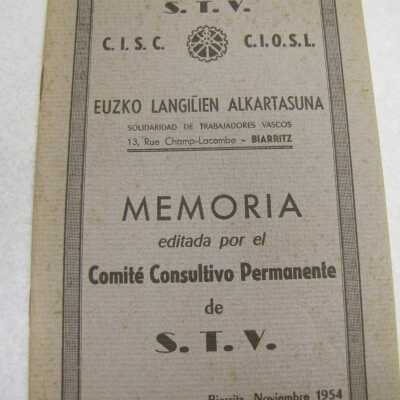 S. T. V.
C. I. S. C. C. I. O. S. L.
EUZKO LANGIĹIEN ALKARTASUNA
SOLIDARIDAD DE TRABAJADORES VASCOS
13, Rue Champ-Lacombe - BIARRITZ
MEMORIA
editada por el
Comité Consultivo Permanente
de
S. T. V.
Biarritz, Noviembre 1954